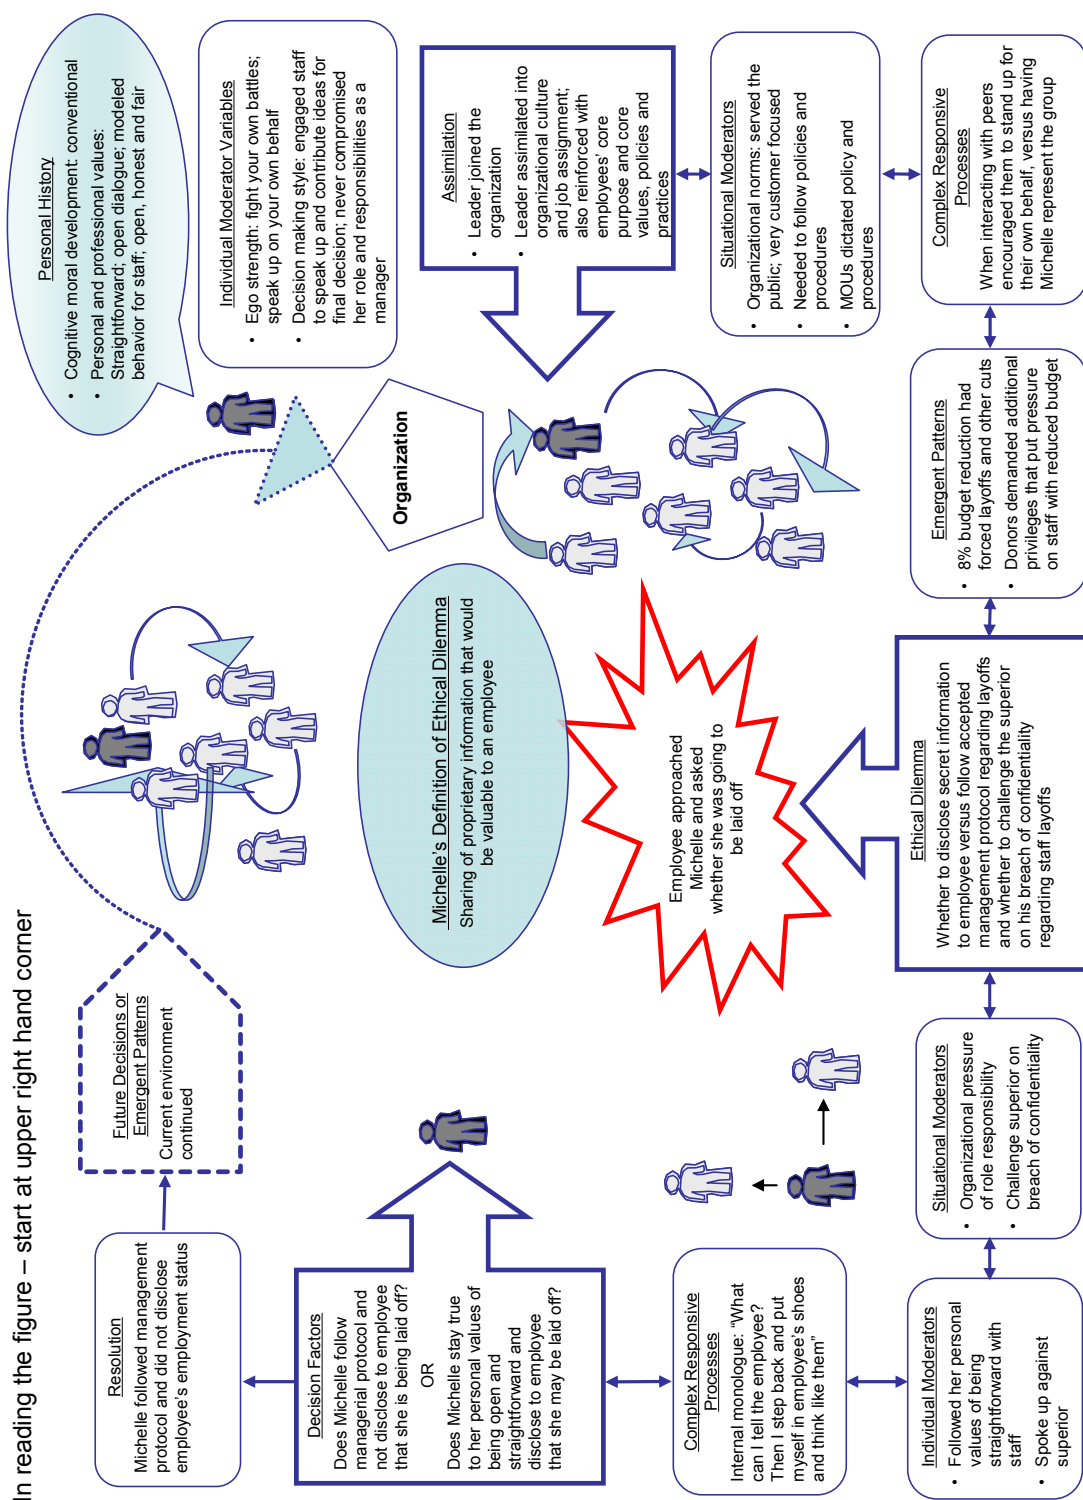 In reading the figure – start at upper right hand corner
Personal History
• Cognitive moral development: conventional
• Personal and professional values:
Straightforward; open dialogue; modeled
behavior for staff; open, honest and fair
Individual Moderator Variables
• Ego strength: fight your own battles;
speak up on your own behalf
• Decision making style: engaged staff
to speak up and contribute ideas for
final decision; never compromised
her role and responsibilities as a
manager
Organization
Assimilation
• Leader joined the
organization
• Leader assimilated into
organizational culture
and job assignment;
also reinforced with
employees’ core
purpose and core
values, policies and
practices
Situational Moderators
• Organizational norms: served the
public; very customer focused
• Needed to follow policies and
procedures
• MOUs dictated policy and
procedures
Complex Responsive
Processes
When interacting with peers
encouraged them to stand up for
their own behalf, versus having
Michelle represent the group
Emergent Patterns
• 8% budget reduction had
forced layoffs and other cuts
• Donors demanded additional
privileges that put pressure
on staff with reduced budget
Michelle’s Definition of Ethical Dilemma
Sharing of proprietary information that would
be valuable to an employee
Employee approached
Michelle and asked
whether she was going to
be laid off
Ethical Dilemma
Whether to disclose secret information
to employee versus follow accepted
management protocol regarding layoffs
and whether to challenge the superior
on his breach of confidentiality
regarding staff layoffs
Situational Moderators
• Organizational pressure
of role responsibility
• Challenge superior on
breach of confidentiality
Individual Moderators
• Followed her personal
values of being
straightforward with
staff
• Spoke up against
superior
Complex Responsive
Processes
Internal monologue: “What
can I tell the employee?
Then I step back and put
myself in employee’s shoes
and think like them”
Decision Factors
Does Michelle follow
managerial protocol and
not disclose to employee
that she is being laid off?
OR
Does Michelle stay true
to her personal values of
being open and
straightforward and
disclose to employee
that she may be laid off?
Resolution
Michelle followed management
protocol and did not disclose
employee’s employment status
Future Decisions or
Emergent Patterns
Current environment
continued